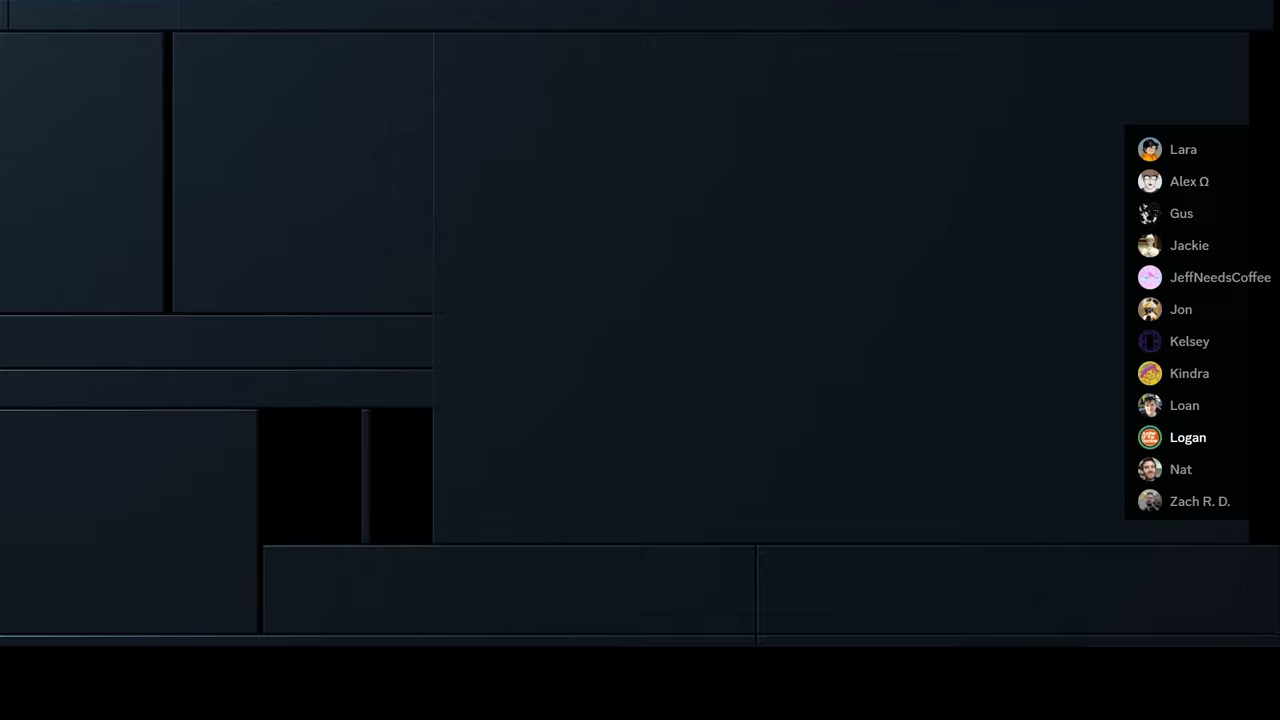 Lara
Alex Ω
Gus
Jackie
JeffNeedsCoffee
Jon
Kelsey
Kindra
Loan
Logan
Nat
Zach R. D.